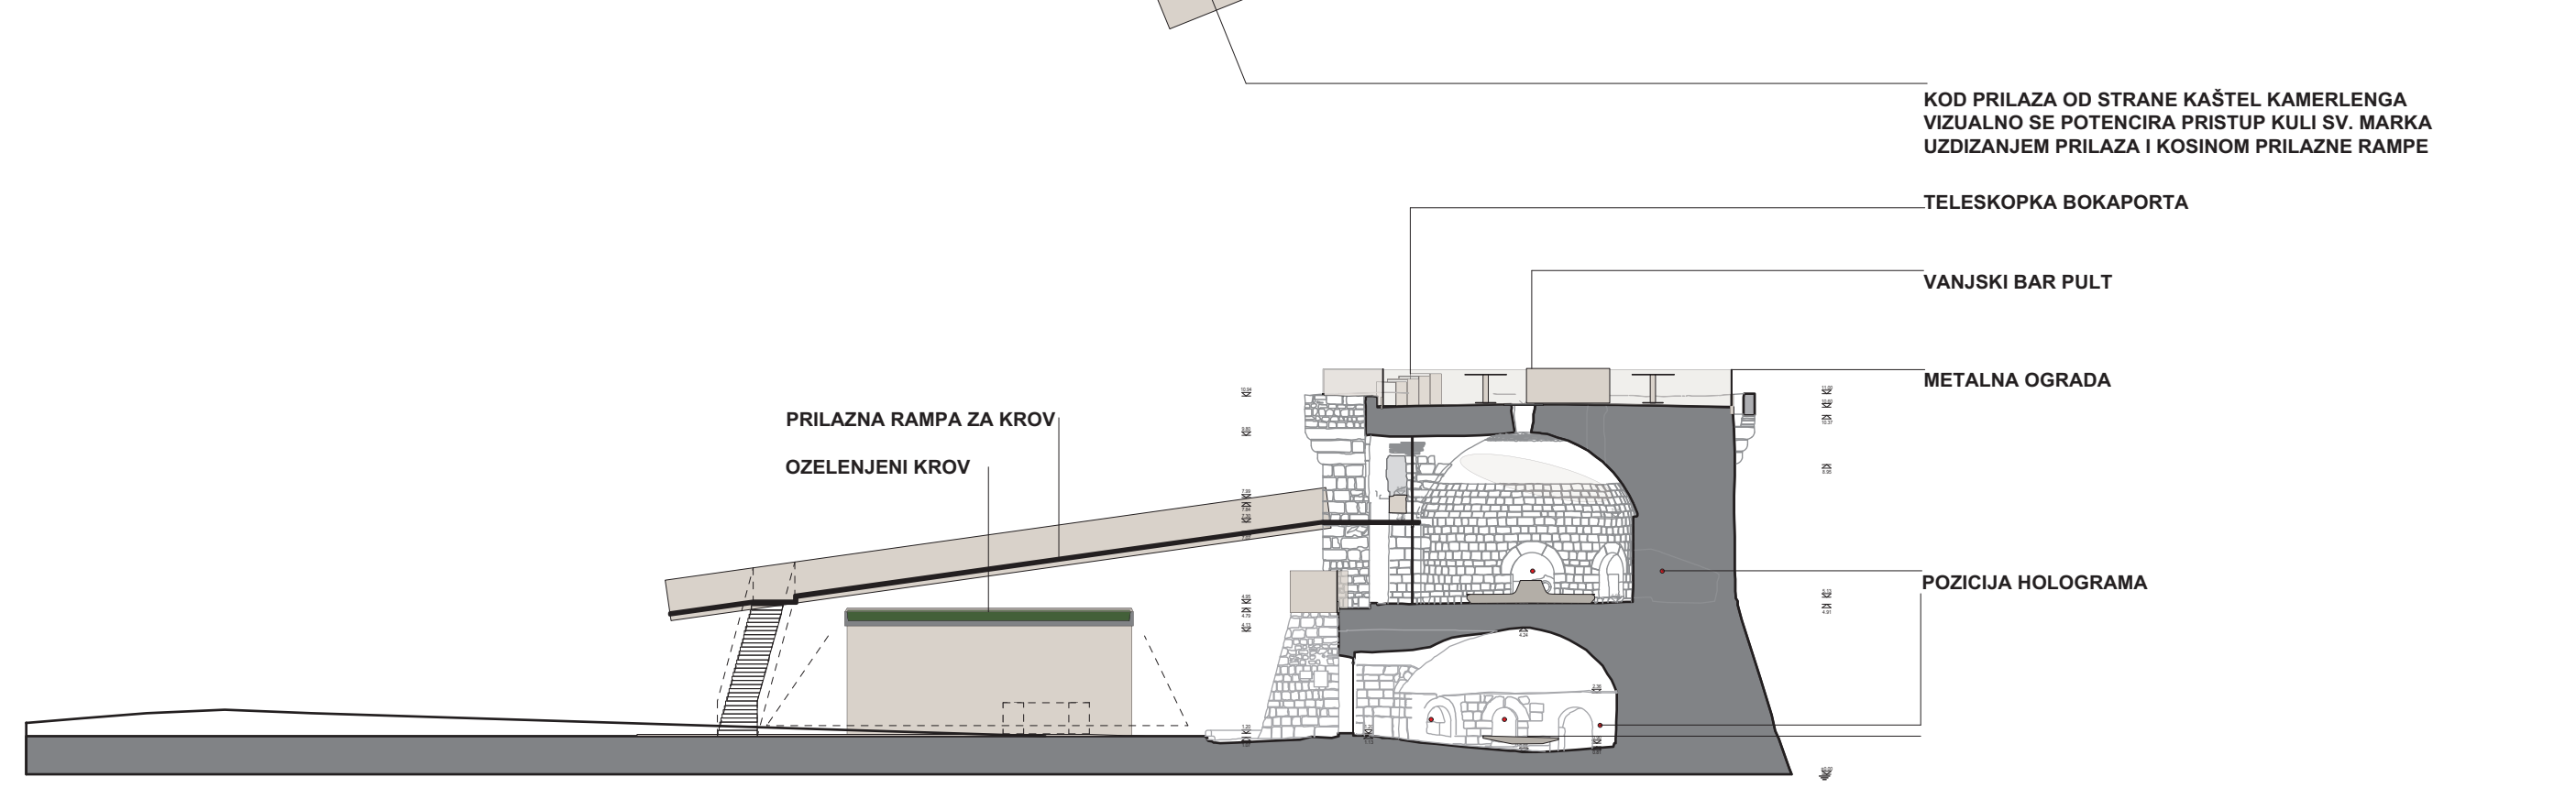 KOD PRILAZA OD STRANE KAŠTEL KAMERLENGA
VIZUALNO SE POTENCIRA PRISTUP KULI SV. MARKA
UZDIZANJEM PRILAZA I KOSINOM PRILAZNE RAMPE
TELESKOPKA BOKAPORTA
VANJSKI BAR PULT
METALNA OGRADA
PRILAZNA RAMPA ZA KROV
OZELENJENI KROV
POZICIJA HOLOGRAMA